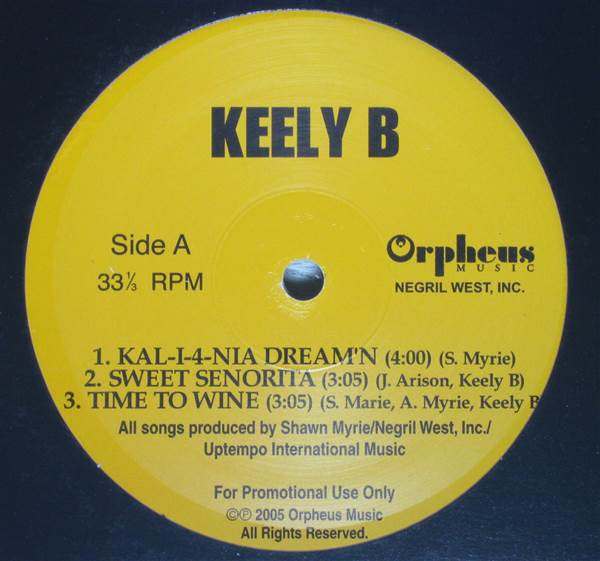 KEELY B
Side A
33⅓ RPM
Orpheus
MUSIC
NEGRIL WEST, INC.
1. KAL-I-4-NIA DREAM'N (4:00) (S. Myrie)
2. SWEET SENORITA (3:05) (J. Arison, Keely B)
3. TIME TO WINE (3:05) (S. Marie, A. Myrie, Keely B
All songs produced by Shawn Myrie/Negril West, Inc./
Uptempo International Music
For Promotional Use Only
©℗ 2005 Orpheus Music
All Rights Reserved.